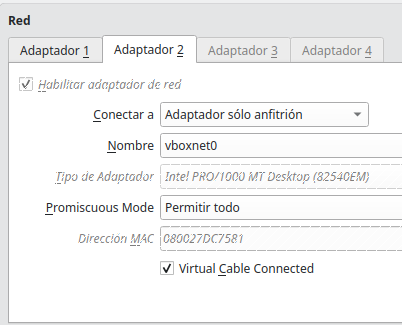 Red
Adaptador 1 Adaptador 2 Adaptador 3 Adaptador 4
Habilitar adaptador de red
Conectar a Adaptador sólo anfitrión
Nombre vboxnet0
Tipo de Adaptador Intel PRO/1000 MT Desktop (82540EM)
Promiscuous Mode Permitir todo
Dirección MAC 080027DC7581
Virtual Cable Connected